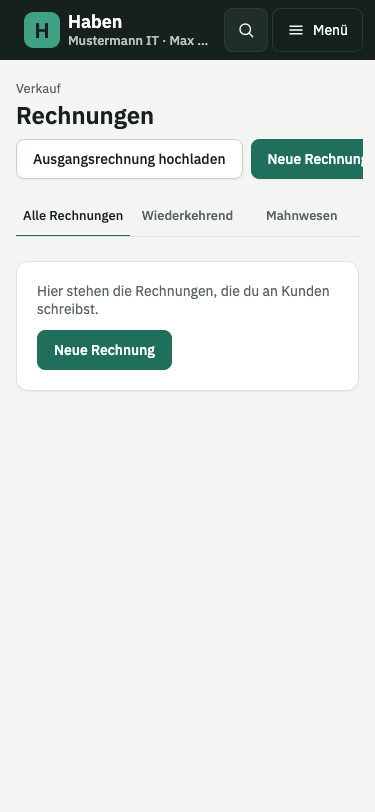 H
Haben
Mustermann IT · Max ...
Menü
Verkauf
Rechnungen
Ausgangsrechnung hochladen
Neue Rechnung
Alle Rechnungen
Wiederkehrend
Mahnwesen
Hier stehen die Rechnungen, die du an Kunden
schreibst.
Neue Rechnung